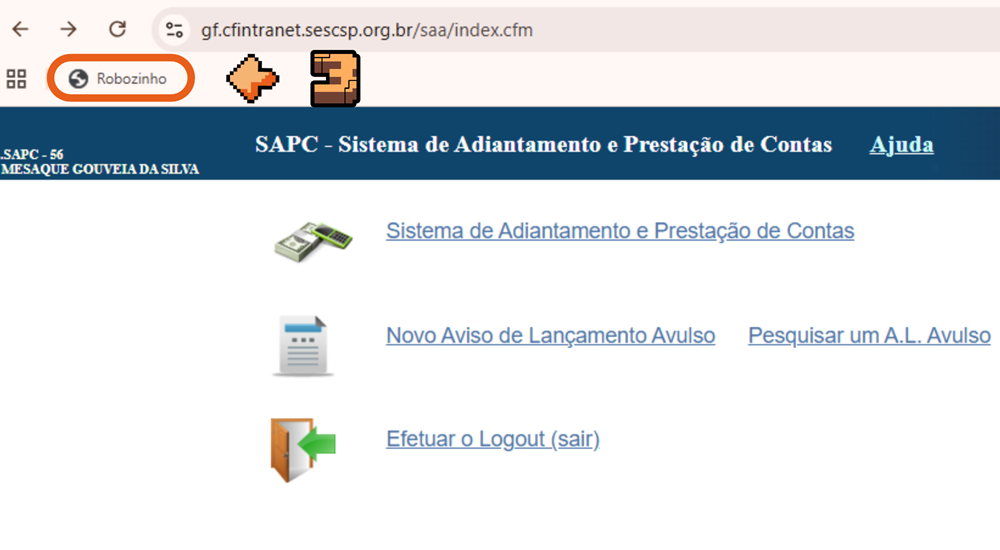 gf.cfintranet.sescsp.org.br/saa/index.cfm
Robozinho
3
.SAPC - 56
MESAQUE GOUVEIA DA SILVA
SAPC - Sistema de Adiantamento e Prestação de Contas
Ajuda
Sistema de Adiantamento e Prestação de Contas
Novo Aviso de Lançamento Avulso
Pesquisar um A.L. Avulso
Efetuar o Logout (sair)